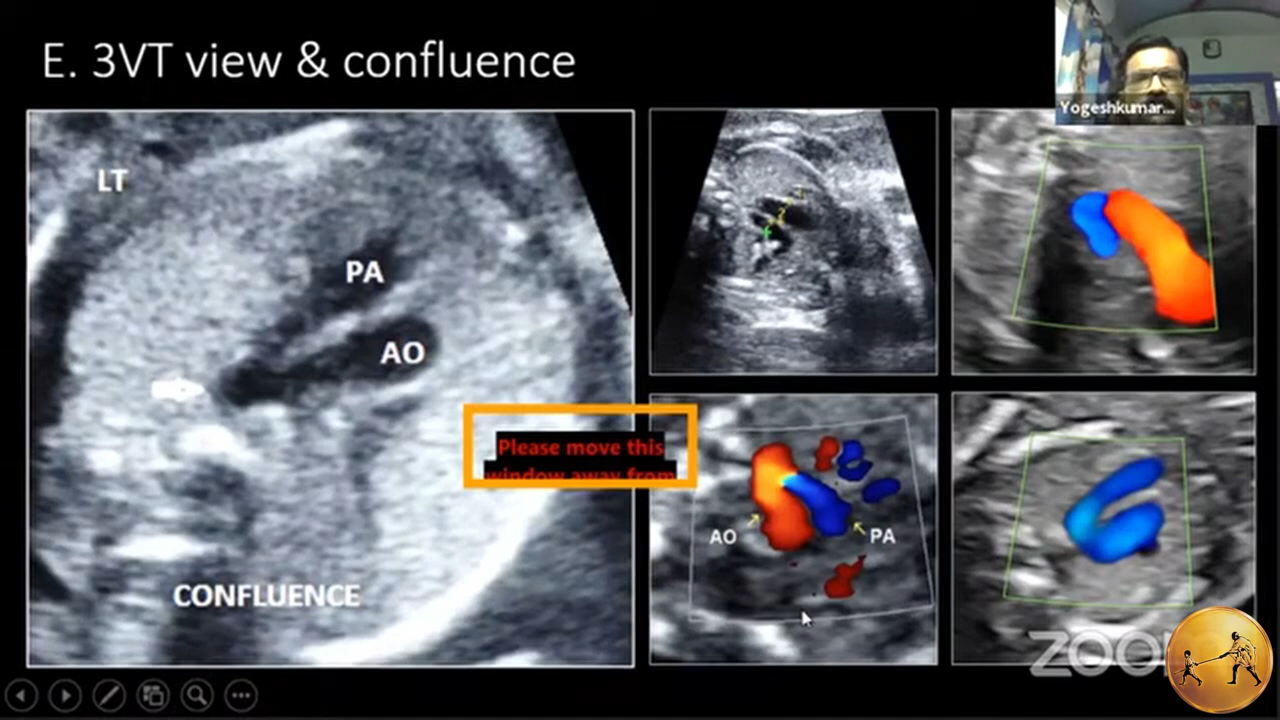 E. 3VT view & confluence
Yogeshkumar...
LT
PA
AO
Please move this
window away from
AO
PA
CONFLUENCE
ZOO